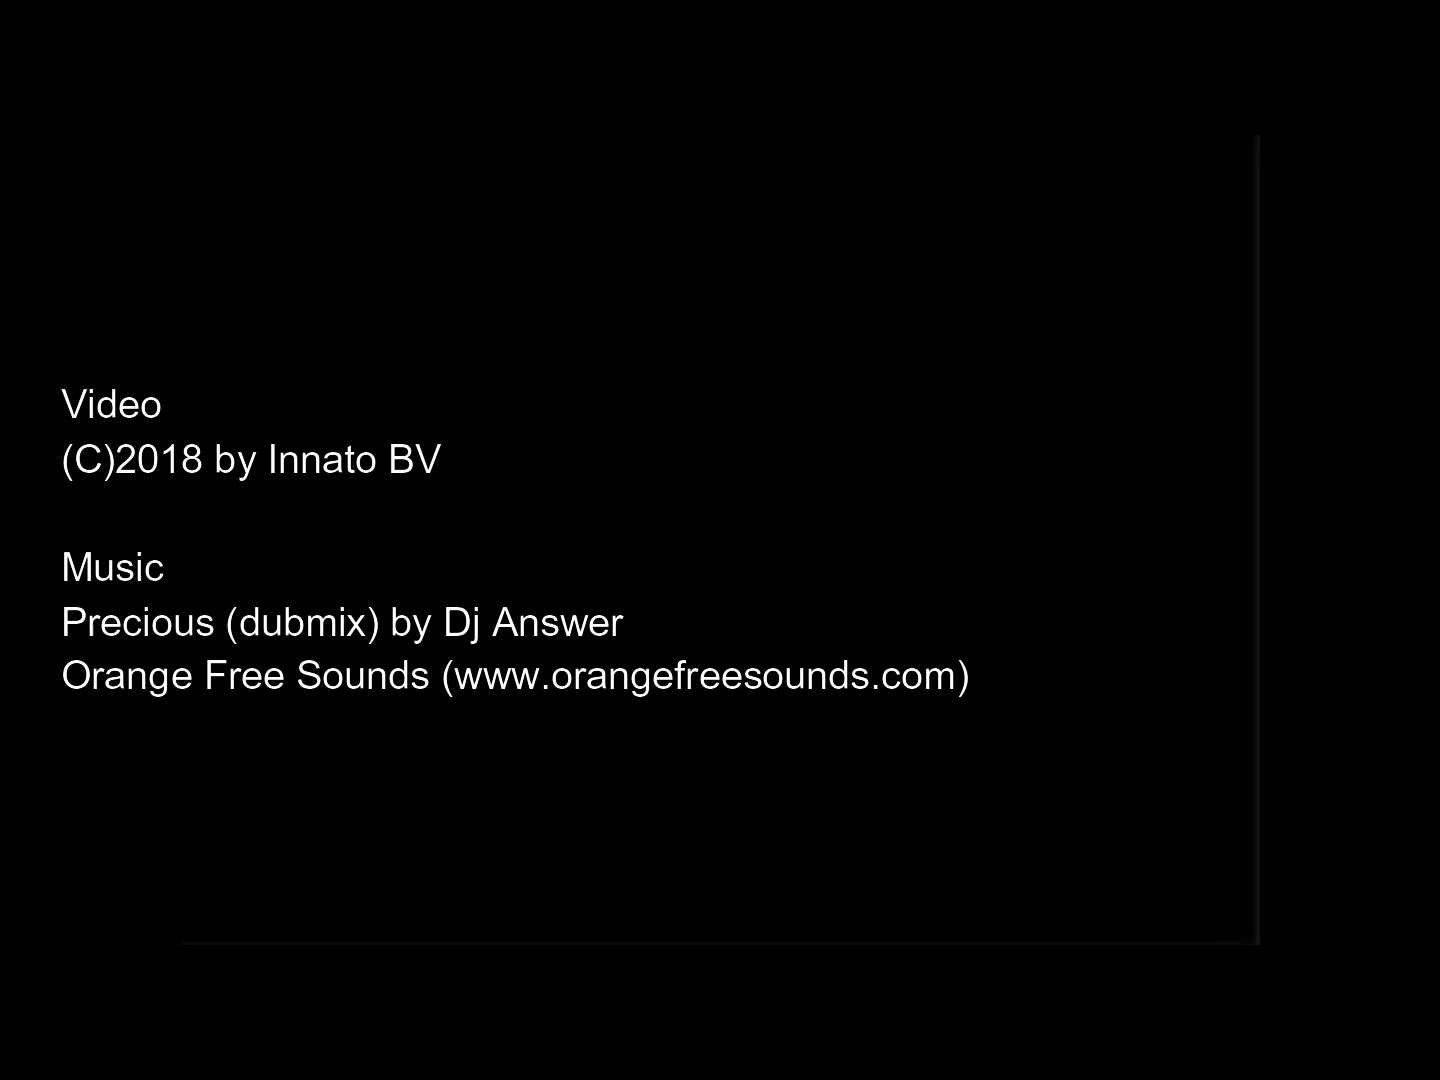 Video
(C)2018 by Innato BV
Music
Precious (dubmix) by Dj Answer
Orange Free Sounds (www.orangefreesounds.com)